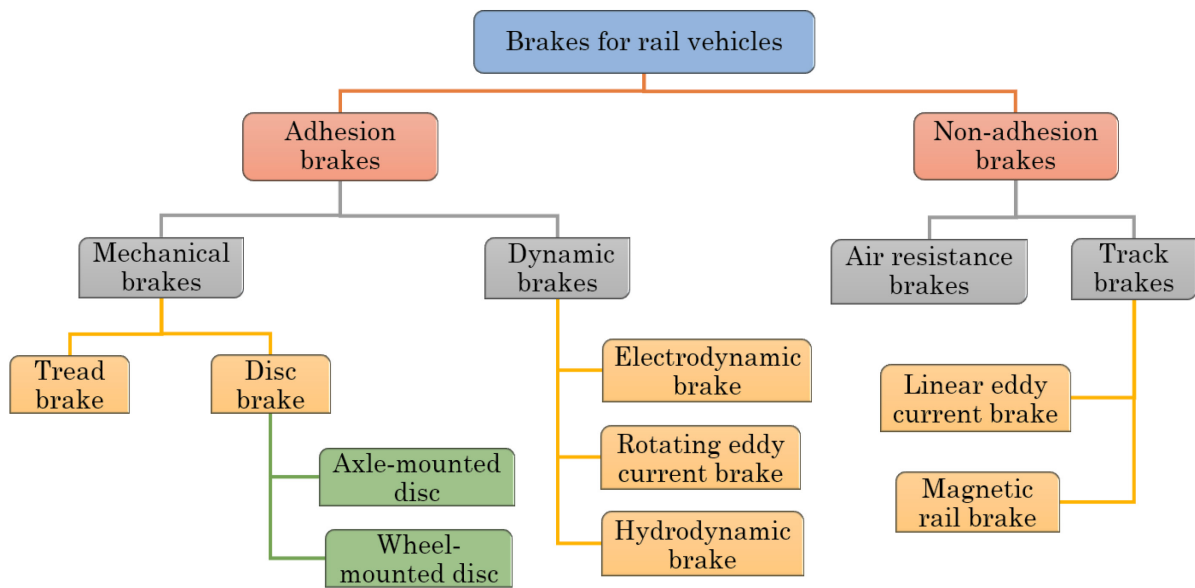 Brakes for rail vehicles
Adhesion
brakes
Non-adhesion
brakes
Mechanical
brakes
Dynamic
brakes
Air resistance
brakes
Track
brakes
Tread
brake
Disc
brake
Electrodynamic
brake
Linear eddy
current brake
Rotating eddy
current brake
Axle-mounted
disc
Magnetic
rail brake
Hydrodynamic
brake
Wheel-
mounted disc